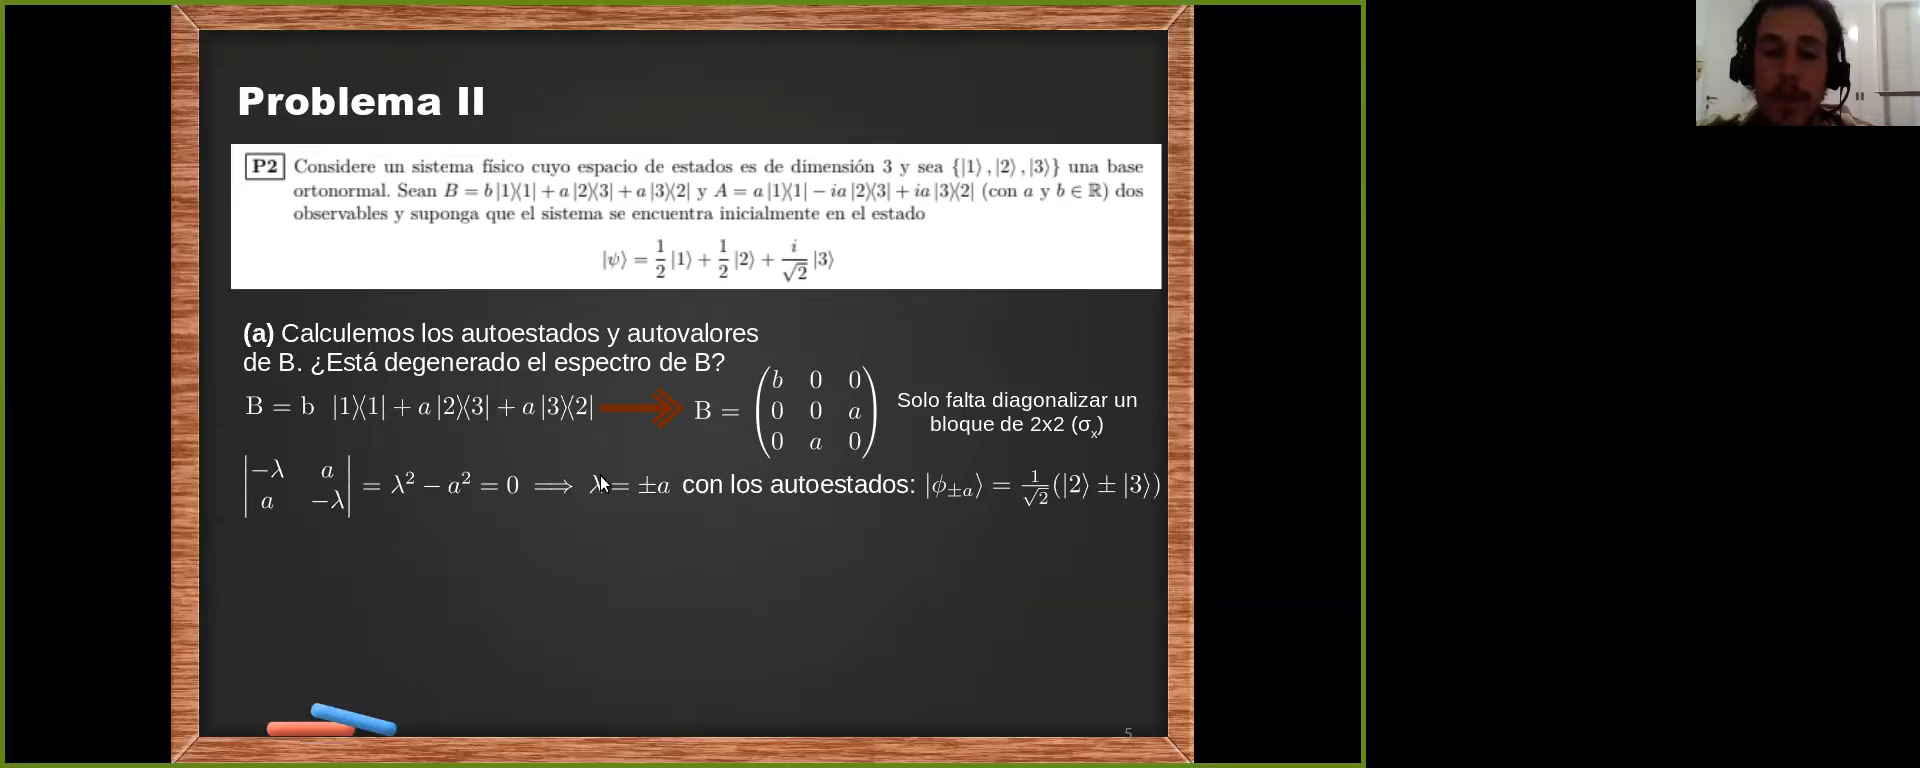 Problema II
P2 Considere un sistema físico cuyo espacio de estados es de dimensión 3 y sea {|1⟩, |2⟩, |3⟩} una base
ortonormal. Sean B = b|1⟩⟨1| + a|2⟩⟨3| + a|3⟩⟨2| y A = a|1⟩⟨1| − ia|2⟩⟨3| + ia|3⟩⟨2| (con a y b ∈ ℝ) dos
observables y suponga que el sistema se encuentra inicialmente en el estado
|ψ⟩ = 1/2 |1⟩ + 1/2 |2⟩ + i/√2 |3⟩
(a) Calculemos los autoestados y autovalores
de B. ¿Está degenerado el espectro de B?
B = b |1⟩⟨1| + a|2⟩⟨3| + a|3⟩⟨2|
B = (b 0 0
0 0 a
0 a 0)
Solo falta diagonalizar un
bloque de 2x2 (σx)
|−λ a
a −λ| = λ² − a² = 0 ⟹ λ = ±a con los autoestados: |ϕ±a⟩ = 1/√2 (|2⟩ ± |3⟩)
5